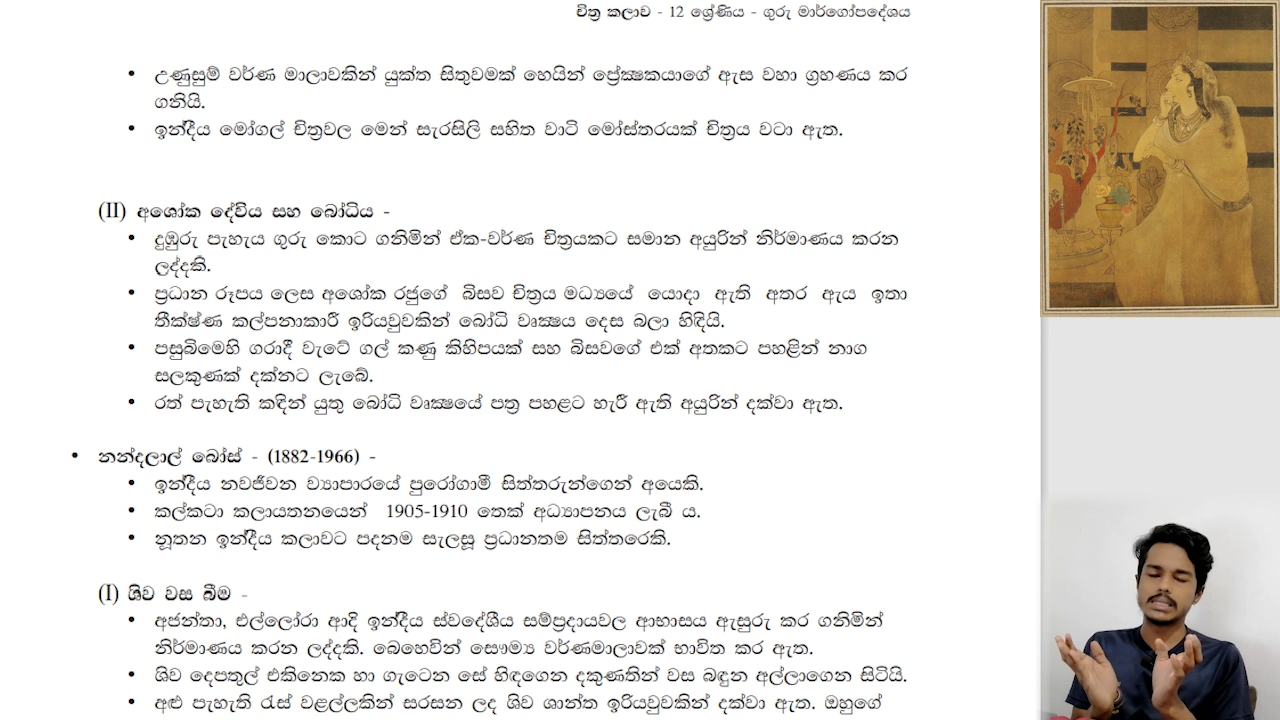 චිත්‍ර කලාව - 12 ශ්‍රේණිය - ගුරු මාර්ගෝපදේශය
• උණුසුම් වර්ණ මාලාවකින් යුක්ත සිතුවමක් හෙයින් ප්‍රේක්‍ෂකයාගේ ඇස වහා ග්‍රහණය කර
ගනියි.
• ඉන්දීය මෝගල් චිත්‍රවල මෙන් සැරසිලි සහිත වාටි මෝස්තරයක් චිත්‍රය වටා ඇත.
(II) අශෝක දේවිය සහ බෝධිය -
• දුඹුරු පැහැය ගුරු කොට ගනිමින් ඒක-වර්ණ චිත්‍රයකට සමාන අයුරින් නිර්මාණය කරන
ලද්දකි.
• ප්‍රධාන රූපය ලෙස අශෝක රජුගේ බිසව චිත්‍රය මධ්‍යයේ යොදා ඇති අතර ඇය ඉතා
තීක්ෂ්ණ කල්පනාකාරී ඉරියවුවකින් බෝධි වෘක්‍ෂය දෙස බලා හිඳියි.
• පසුබිමෙහි ගරාදී වැටේ ගල් කණු කිහිපයක් සහ බිසවගේ එක් අතකට පහළින් නාග
සලකුණක් දක්නට ලැබේ.
• රත් පැහැති කඳින් යුතු බෝධි වෘක්‍ෂයේ පත්‍ර පහළට හැරී ඇති අයුරින් දක්වා ඇත.
• නන්දලාල් බෝස් - (1882-1966) -
• ඉන්දීය නවජීවන ව්‍යාපාරයේ පුරෝගාමී සිත්තරුන්ගෙන් අයෙකි.
• කල්කටා කලායතනයෙන් 1905-1910 තෙක් අධ්‍යාපනය ලැබී ය.
• නූතන ඉන්දීය කලාවට පදනම සැලසූ ප්‍රධානතම සිත්තරෙකි.
(I) ශිව වස බීම -
• අජන්තා, එල්ලෝරා ආදි ඉන්දීය ස්වදේශීය සම්ප්‍රදායවල ආභාසය ඇසුරු කර ගනිමින්
නිර්මාණය කරන ලද්දකි. බෙහෙවින් සෞම්‍ය වර්ණමාලාවක් භාවිත කර ඇත.
• ශිව දෙපතුල් එකිනෙක හා ගැටෙන සේ හිඳගෙන දකුණතින් වස බඳුන අල්ලාගෙන සිටියි.
• අළු පැහැති රැස් වළල්ලකින් සරසන ලද ශිව ශාන්ත ඉරියවුවකින් දක්වා ඇත. ඔහුගේ